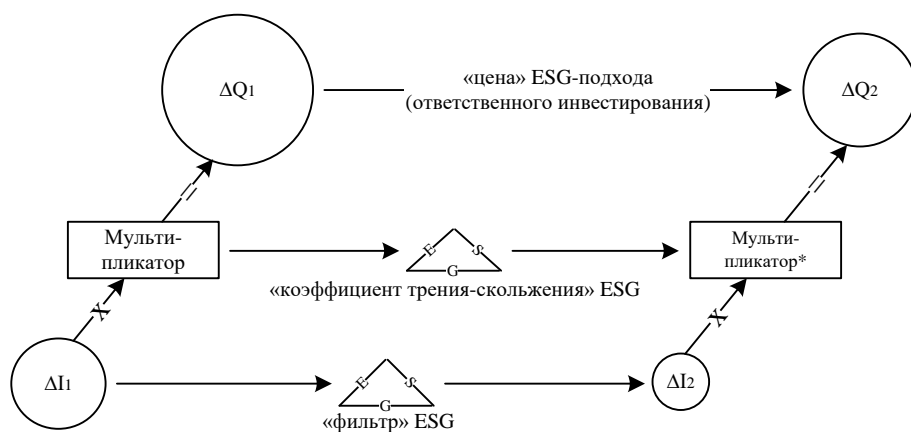 ΔQ1
«цена» ESG-подхода
(ответственного инвестирования)
ΔQ2
=
=
Мульти-
пликатор
E S
G
Мульти-
пликатор*
«коэффициент трения-скольжения» ESG
X
X
ΔI1
E S
G
ΔI2
«фильтр» ESG